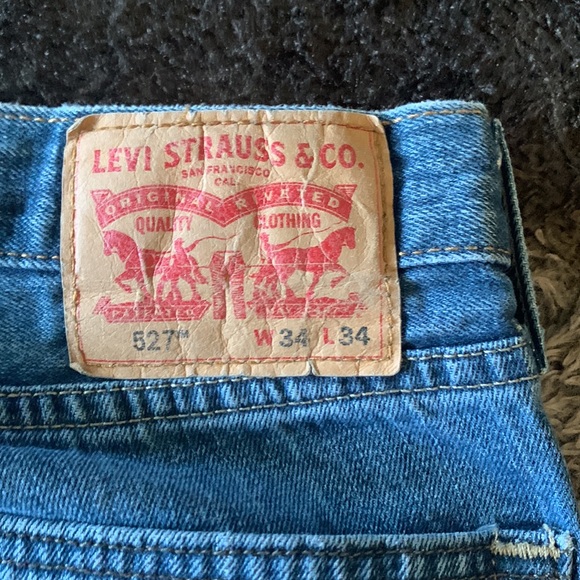 LEVI STRAUSS & CO.
SAN FRANCISCO
CAL.
ORIGINAL RIVETED
QUALITY CLOTHING
527™ W 34 L 34